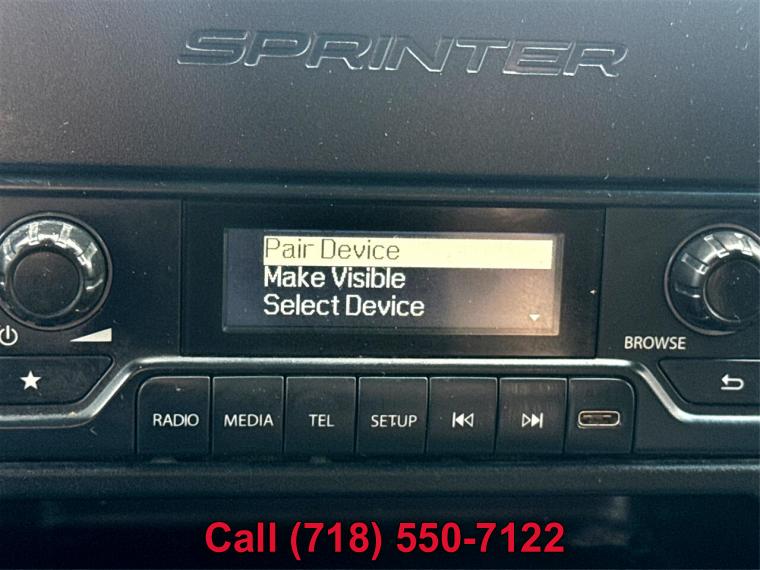 SPRINTER
Pair Device
Make Visible
Select Device
BROWSE
RADIO MEDIA TEL SETUP
Call (718) 550-7122